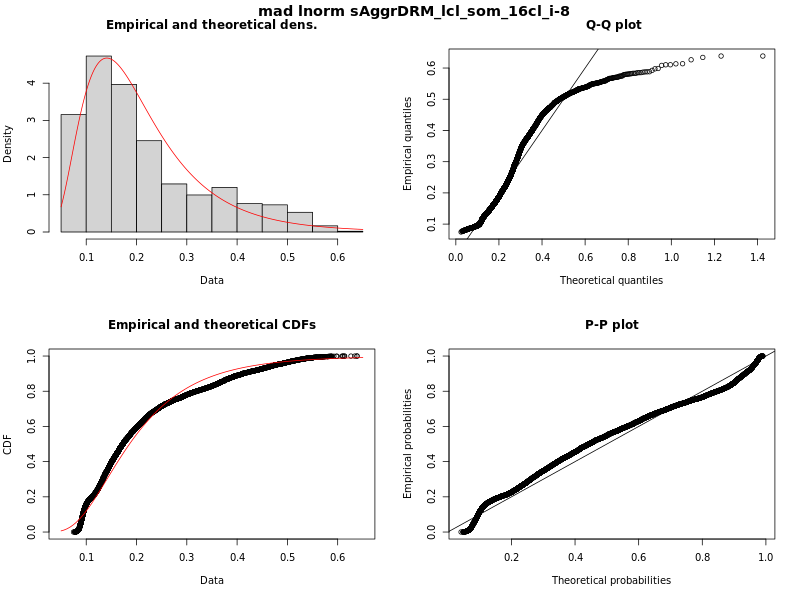 mad lnorm sAggrDRM_lcl_som_16cl_i-8
Empirical and theoretical dens.
Density
0 1 2 3 4
0.1 0.2 0.3 0.4 0.5 0.6
Data
Q-Q plot
Empirical quantiles
0.1 0.2 0.3 0.4 0.5 0.6
0.0 0.2 0.4 0.6 0.8 1.0 1.2 1.4
Theoretical quantiles
Empirical and theoretical CDFs
CDF
0.0 0.2 0.4 0.6 0.8 1.0
0.1 0.2 0.3 0.4 0.5 0.6
Data
P-P plot
Empirical probabilities
0.0 0.2 0.4 0.6 0.8 1.0
0.2 0.4 0.6 0.8 1.0
Theoretical probabilities